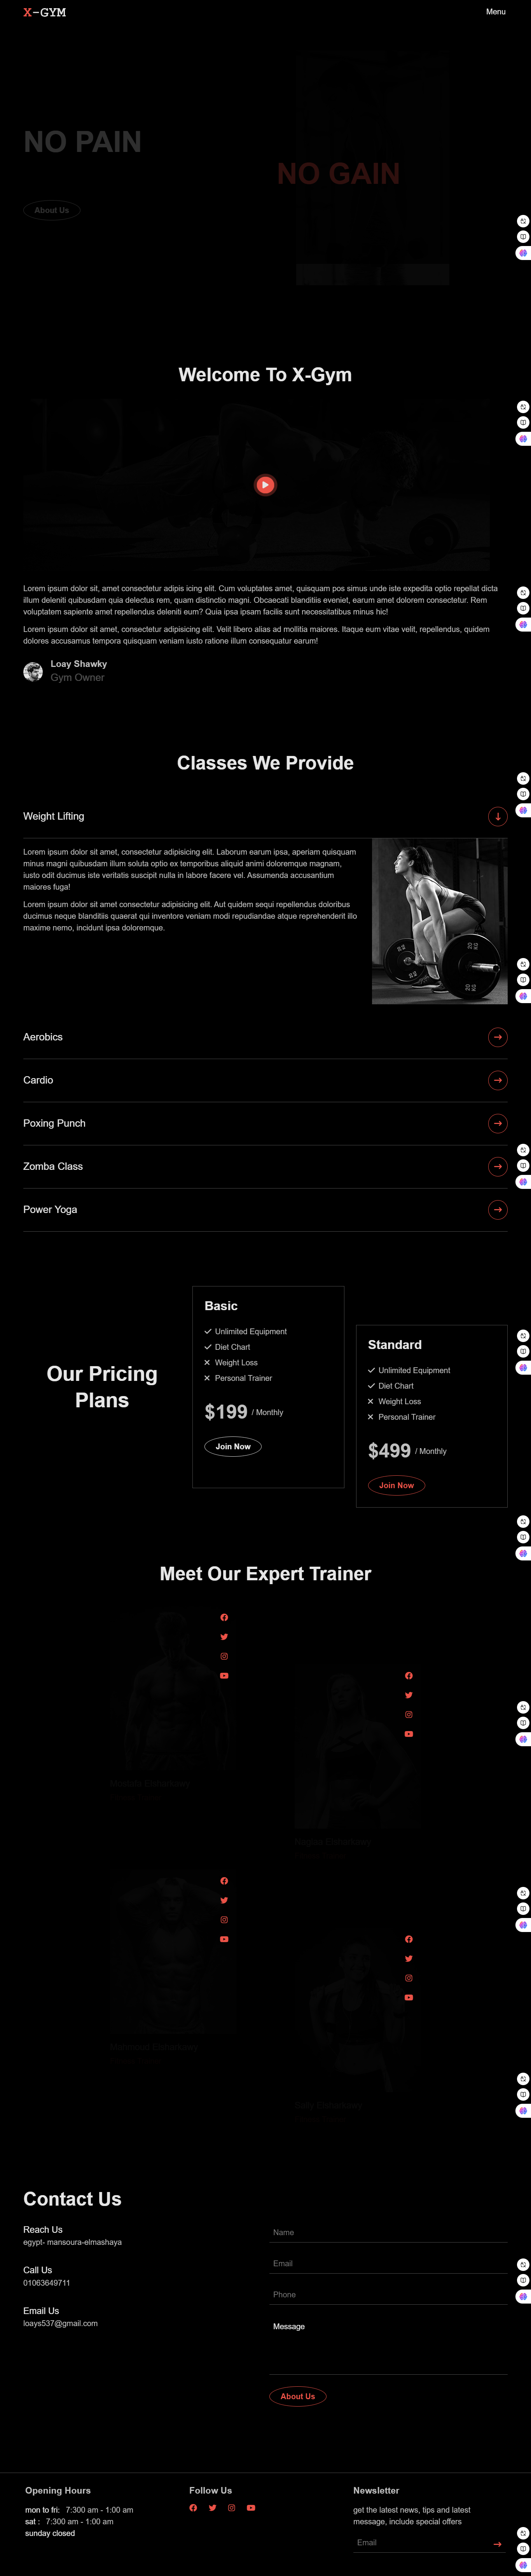 X-GYM
Menu
NO PAIN
NO GAIN
About Us
Welcome To X-Gym
Lorem ipsum dolor sit, amet consectetur adipis icing elit. Cum voluptates amet, quisquam pos simus unde iste expedita optio repellat dicta
illum deleniti quibusdam quia ducimus dolores rem, quam distinctio magni. Obcaecati blanditiis eveniet, earum amet dolorem consectetur. Rem
voluptatem sapiente amet repellendus deleniti eum? Quia ipsa ipsam facilis sunt necessitatibus minus hic!
Lorem ipsum dolor sit amet, consectetur adipisicing elit. Velit libero alias ad mollitia maiores. Itaque eum vitae velit, repellendus, quidem
dolores accusamus tempora quisquam veniam iusto ratione illum consequatur earum!
Loay Shawky
Gym Owner
Classes We Provide
Weight Lifting
Lorem ipsum dolor sit amet, consectetur adipisicing elit. Laborum earum ipsa, aperiam quisquam
minus magni quibusdam illum soluta optio ex temporibus aliquid animi doloremque magnam,
iusto odit ducimus iste veritatis suscipit nulla in labore facere vel. Assumenda accusantium
maiores fuga!
Lorem ipsum dolor sit amet consectetur adipisicing elit. Aut quidem sequi repellendus doloribus
ducimus neque blanditiis quaerat qui inventore veniam modi repudiandae atque reprehenderit illo
maxime nemo, incidunt ipsa doloremque.
20 KG
20 KG
Aerobics
Cardio
Poxing Punch
Zomba Class
Power Yoga
Our Pricing
Plans
Basic
Unlimited Equipment
Diet Chart
Weight Loss
Personal Trainer
$199 / Monthly
Join Now
Standard
Unlimited Equipment
Diet Chart
Weight Loss
Personal Trainer
$499 / Monthly
Join Now
Meet Our Expert Trainer
Contact Us
Reach Us
egypt- mansoura-elmashaya
Call Us
01063649711
Email Us
loays537@gmail.com
Name
Email
Phone
Message
About Us
Opening Hours
mon to fri: 7:300 am - 1:00 am
sat : 7:300 am - 1:00 am
sunday closed
Follow Us
Newsletter
get the latest news, tips and latest
message, include special offers
Email